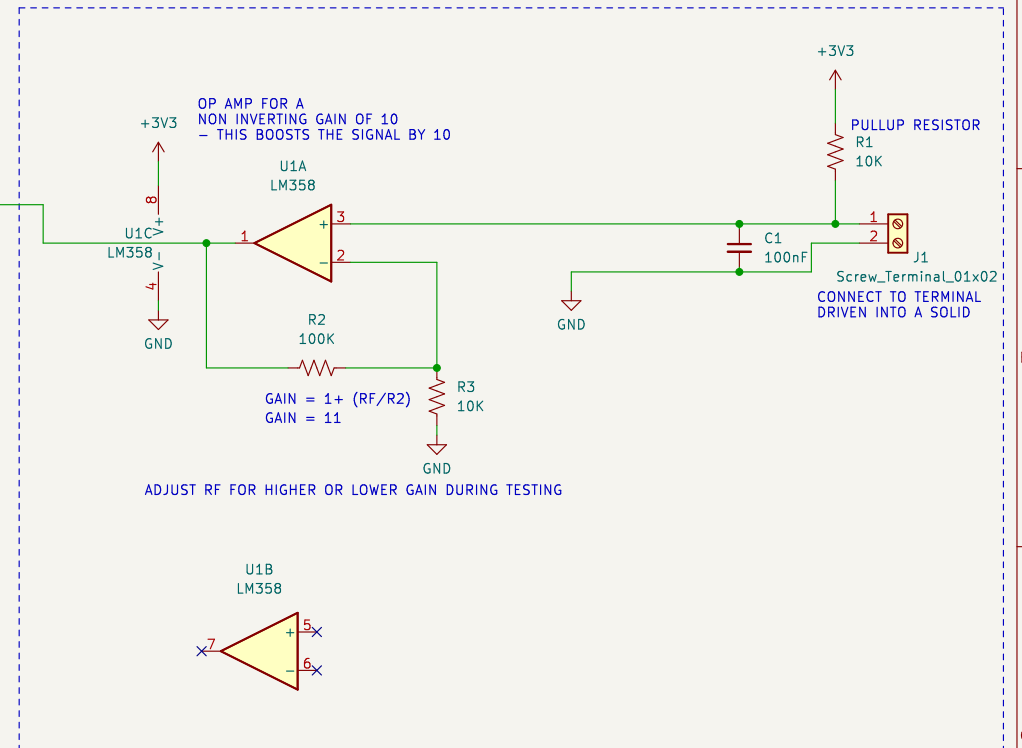 +3V3
OP AMP FOR A
NON INVERTING GAIN OF 10
- THIS BOOSTS THE SIGNAL BY 10
+3V3
PULLUP RESISTOR
R1
10K
U1A
LM358
8
V+
U1C
LM358
V-
4
GND
1
+
3
-
2
C1
100nF
1
2
J1
Screw_Terminal_01x02
CONNECT TO TERMINAL
DRIVEN INTO A SOLID
GND
R2
100K
GAIN = 1+ (RF/R2)
GAIN = 11
R3
10K
GND
ADJUST RF FOR HIGHER OR LOWER GAIN DURING TESTING
U1B
LM358
7
+
5
-
6